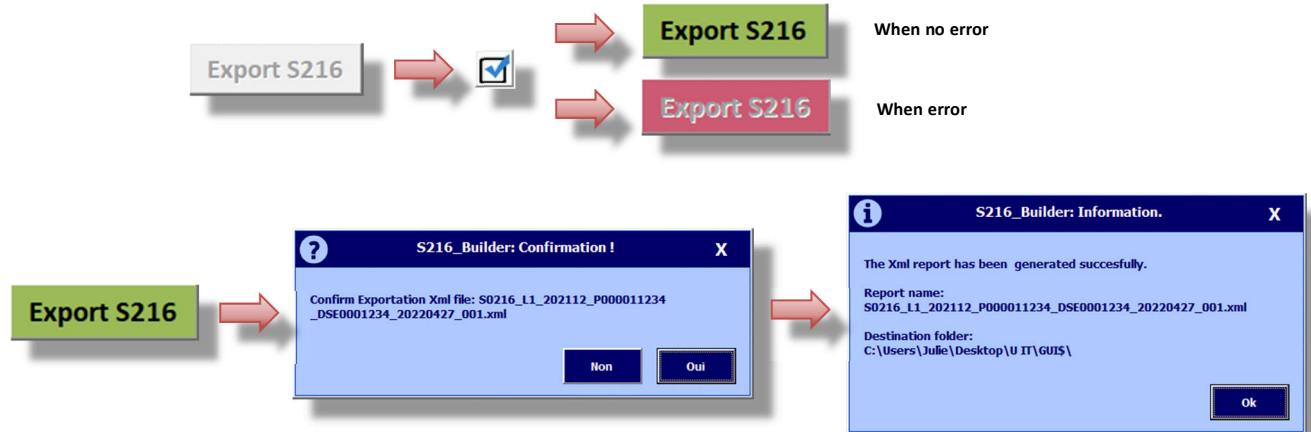 Export S216
Export S216
When no error
Export S216
When error
Export S216
S216_Builder: Confirmation !
X
Confirm Exportation Xml file: S0216_L1_202112_P000011234
_DSE0001234_20220427_001.xml
Non
Oui
S216_Builder: Information.
X
The Xml report has been generated succesfully.
Report name:
S0216_L1_202112_P000011234_DSE0001234_20220427_001.xml
Destination folder:
C:\Users\Julie\Desktop\U IT\GUI$\
Ok